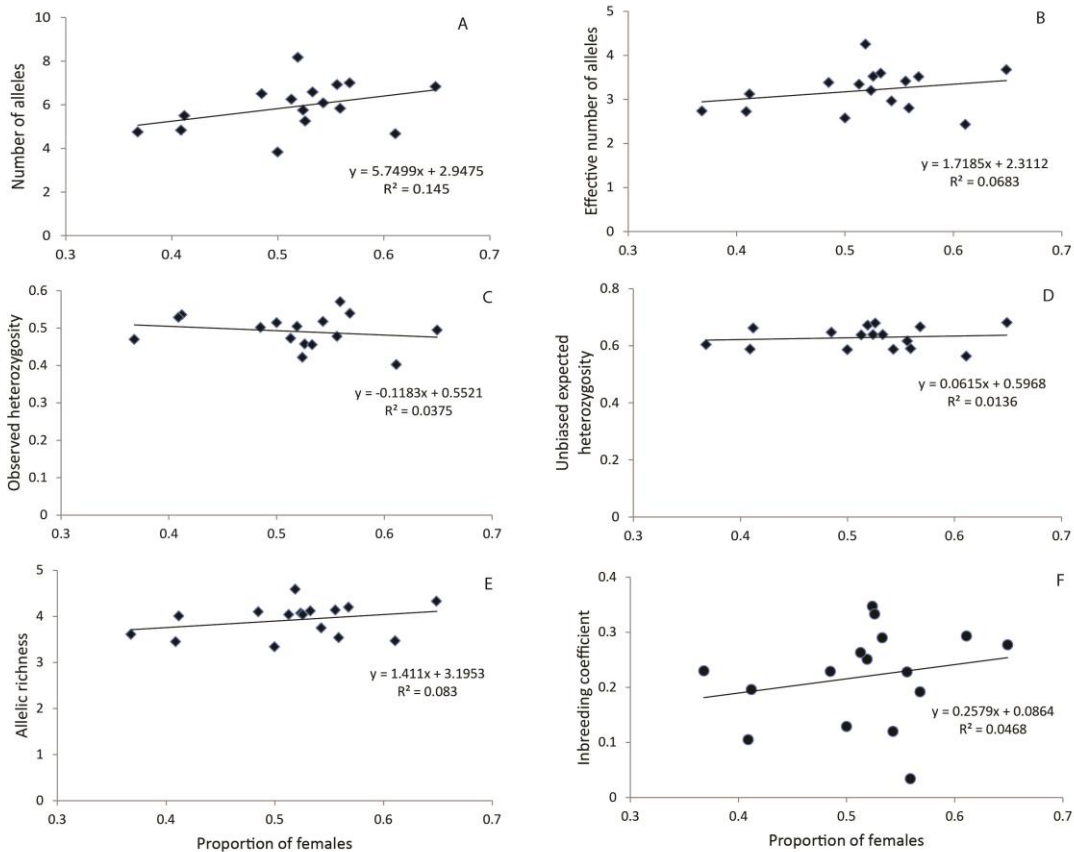 A
Number of alleles
10
8
6
4
2
0
y = 5.7499x + 2.9475
R² = 0.145
0.3 0.4 0.5 0.6 0.7
B
Effective number of alleles
5
4
3
2
1
0
y = 1.7185x + 2.3112
R² = 0.0683
0.3 0.4 0.5 0.6 0.7
C
Observed heterozygosity
0.6
0.5
0.4
0.3
0.2
0.1
0
y = -0.1183x + 0.5521
R² = 0.0375
0.3 0.4 0.5 0.6 0.7
D
Unbiased expected
heterozygosity
0.8
0.6
0.4
0.2
0
y = 0.0615x + 0.5968
R² = 0.0136
0.3 0.4 0.5 0.6 0.7
E
Allelic richness
5
4
3
2
1
0
y = 1.411x + 3.1953
R² = 0.083
0.3 0.4 0.5 0.6 0.7
Proportion of females
F
Inbreeding coefficient
0.4
0.3
0.2
0.1
0
y = 0.2579x + 0.0864
R² = 0.0468
0.3 0.4 0.5 0.6 0.7
Proportion of females